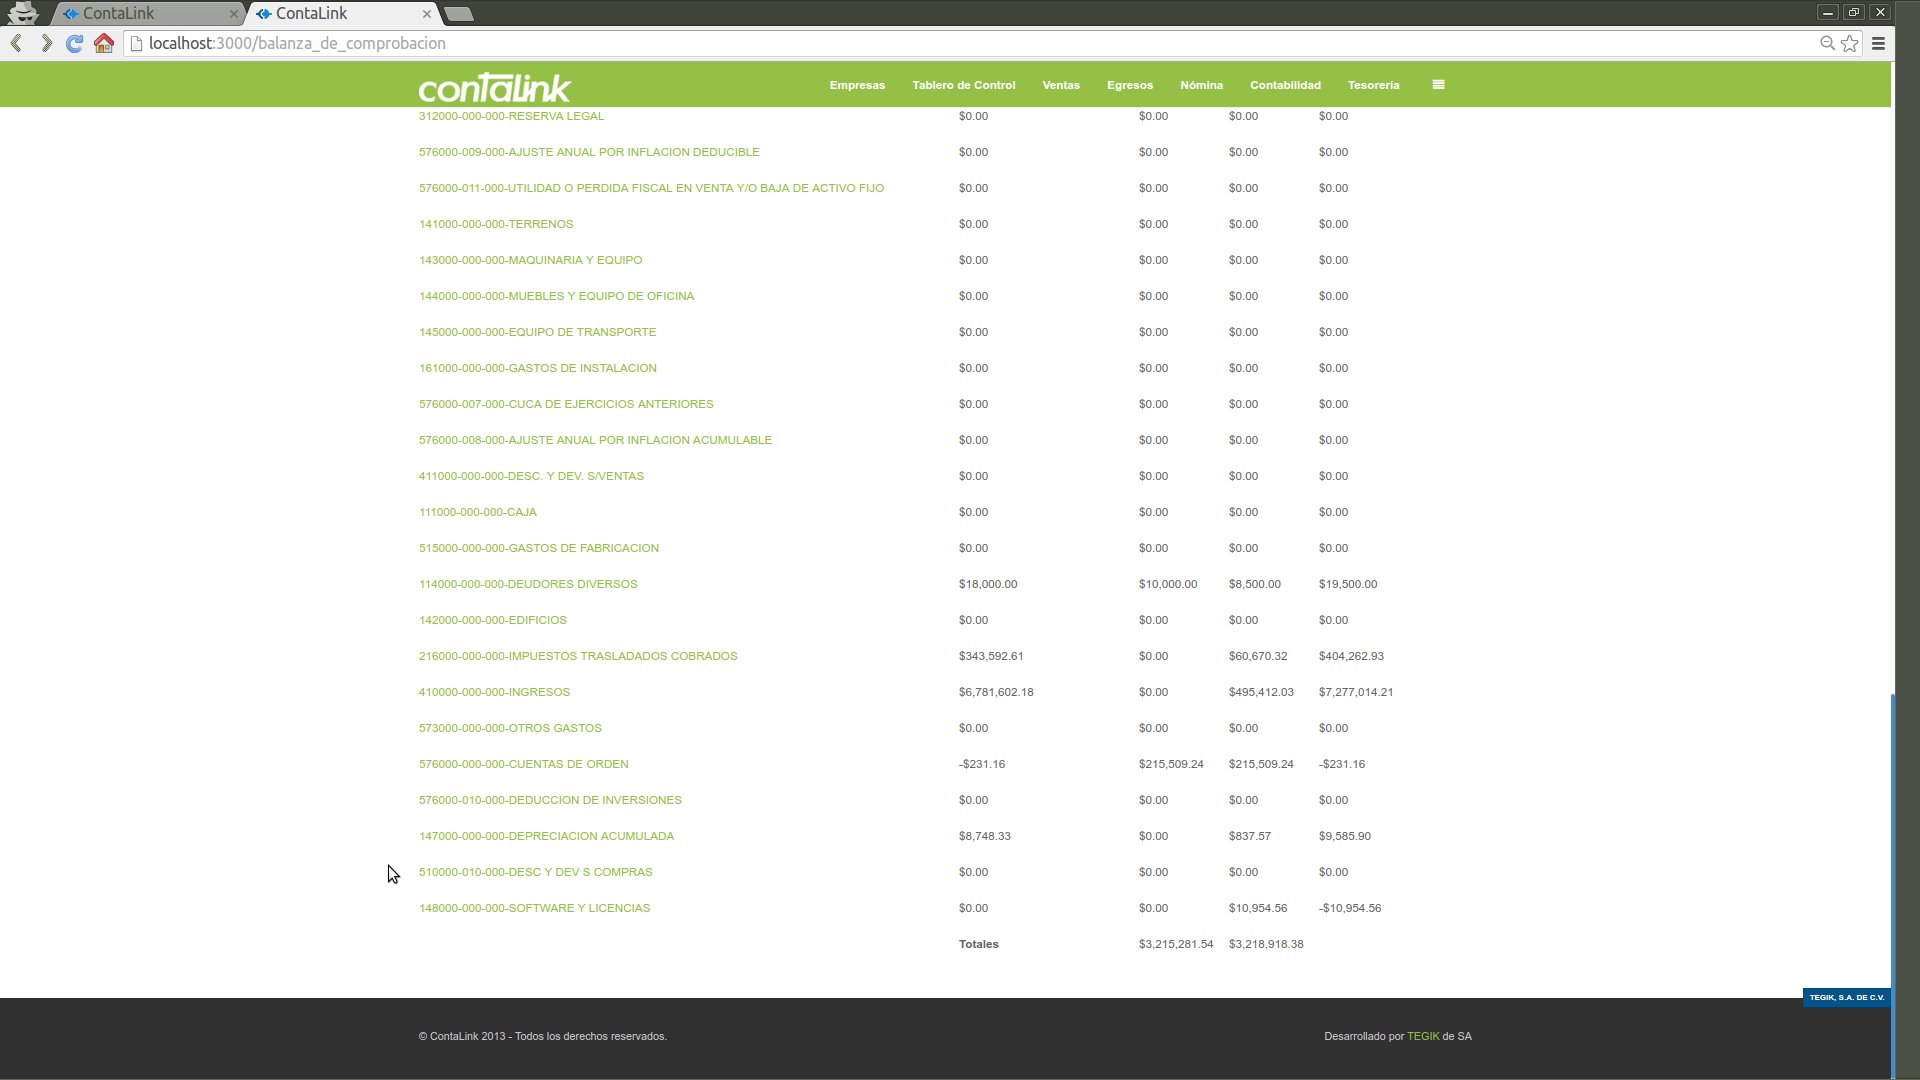 ContaLink
ContaLink
localhost:3000/balanza_de_comprobacion
contalink
Empresas Tablero de Control Ventas Egresos Nómina Contabilidad Tesorería
312000-000-000-RESERVA LEGAL $0.00 $0.00 $0.00 $0.00
576000-009-000-AJUSTE ANUAL POR INFLACION DEDUCIBLE $0.00 $0.00 $0.00 $0.00
576000-011-000-UTILIDAD O PERDIDA FISCAL EN VENTA Y/O BAJA DE ACTIVO FIJO $0.00 $0.00 $0.00 $0.00
141000-000-000-TERRENOS $0.00 $0.00 $0.00 $0.00
143000-000-000-MAQUINARIA Y EQUIPO $0.00 $0.00 $0.00 $0.00
144000-000-000-MUEBLES Y EQUIPO DE OFICINA $0.00 $0.00 $0.00 $0.00
145000-000-000-EQUIPO DE TRANSPORTE $0.00 $0.00 $0.00 $0.00
161000-000-000-GASTOS DE INSTALACION $0.00 $0.00 $0.00 $0.00
576000-007-000-CUCA DE EJERCICIOS ANTERIORES $0.00 $0.00 $0.00 $0.00
576000-008-000-AJUSTE ANUAL POR INFLACION ACUMULABLE $0.00 $0.00 $0.00 $0.00
411000-000-000-DESC. Y DEV. S/VENTAS $0.00 $0.00 $0.00 $0.00
111000-000-000-CAJA $0.00 $0.00 $0.00 $0.00
515000-000-000-GASTOS DE FABRICACION $0.00 $0.00 $0.00 $0.00
114000-000-000-DEUDORES DIVERSOS $18,000.00 $10,000.00 $8,500.00 $19,500.00
142000-000-000-EDIFICIOS $0.00 $0.00 $0.00 $0.00
216000-000-000-IMPUESTOS TRASLADADOS COBRADOS $343,592.61 $0.00 $60,670.32 $404,262.93
410000-000-000-INGRESOS $6,781,602.18 $0.00 $495,412.03 $7,277,014.21
573000-000-000-OTROS GASTOS $0.00 $0.00 $0.00 $0.00
576000-000-000-CUENTAS DE ORDEN -$231.16 $215,509.24 $215,509.24 -$231.16
576000-010-000-DEDUCCION DE INVERSIONES $0.00 $0.00 $0.00 $0.00
147000-000-000-DEPRECIACION ACUMULADA $8,748.33 $0.00 $837.57 $9,585.90
510000-010-000-DESC Y DEV S COMPRAS $0.00 $0.00 $0.00 $0.00
148000-000-000-SOFTWARE Y LICENCIAS $0.00 $0.00 $10,954.56 -$10,954.56
Totales $3,215,281.54 $3,218,918.38
TEGIK, S.A. DE C.V.
© ContaLink 2013 - Todos los derechos reservados. Desarrollado por TEGIK de SA